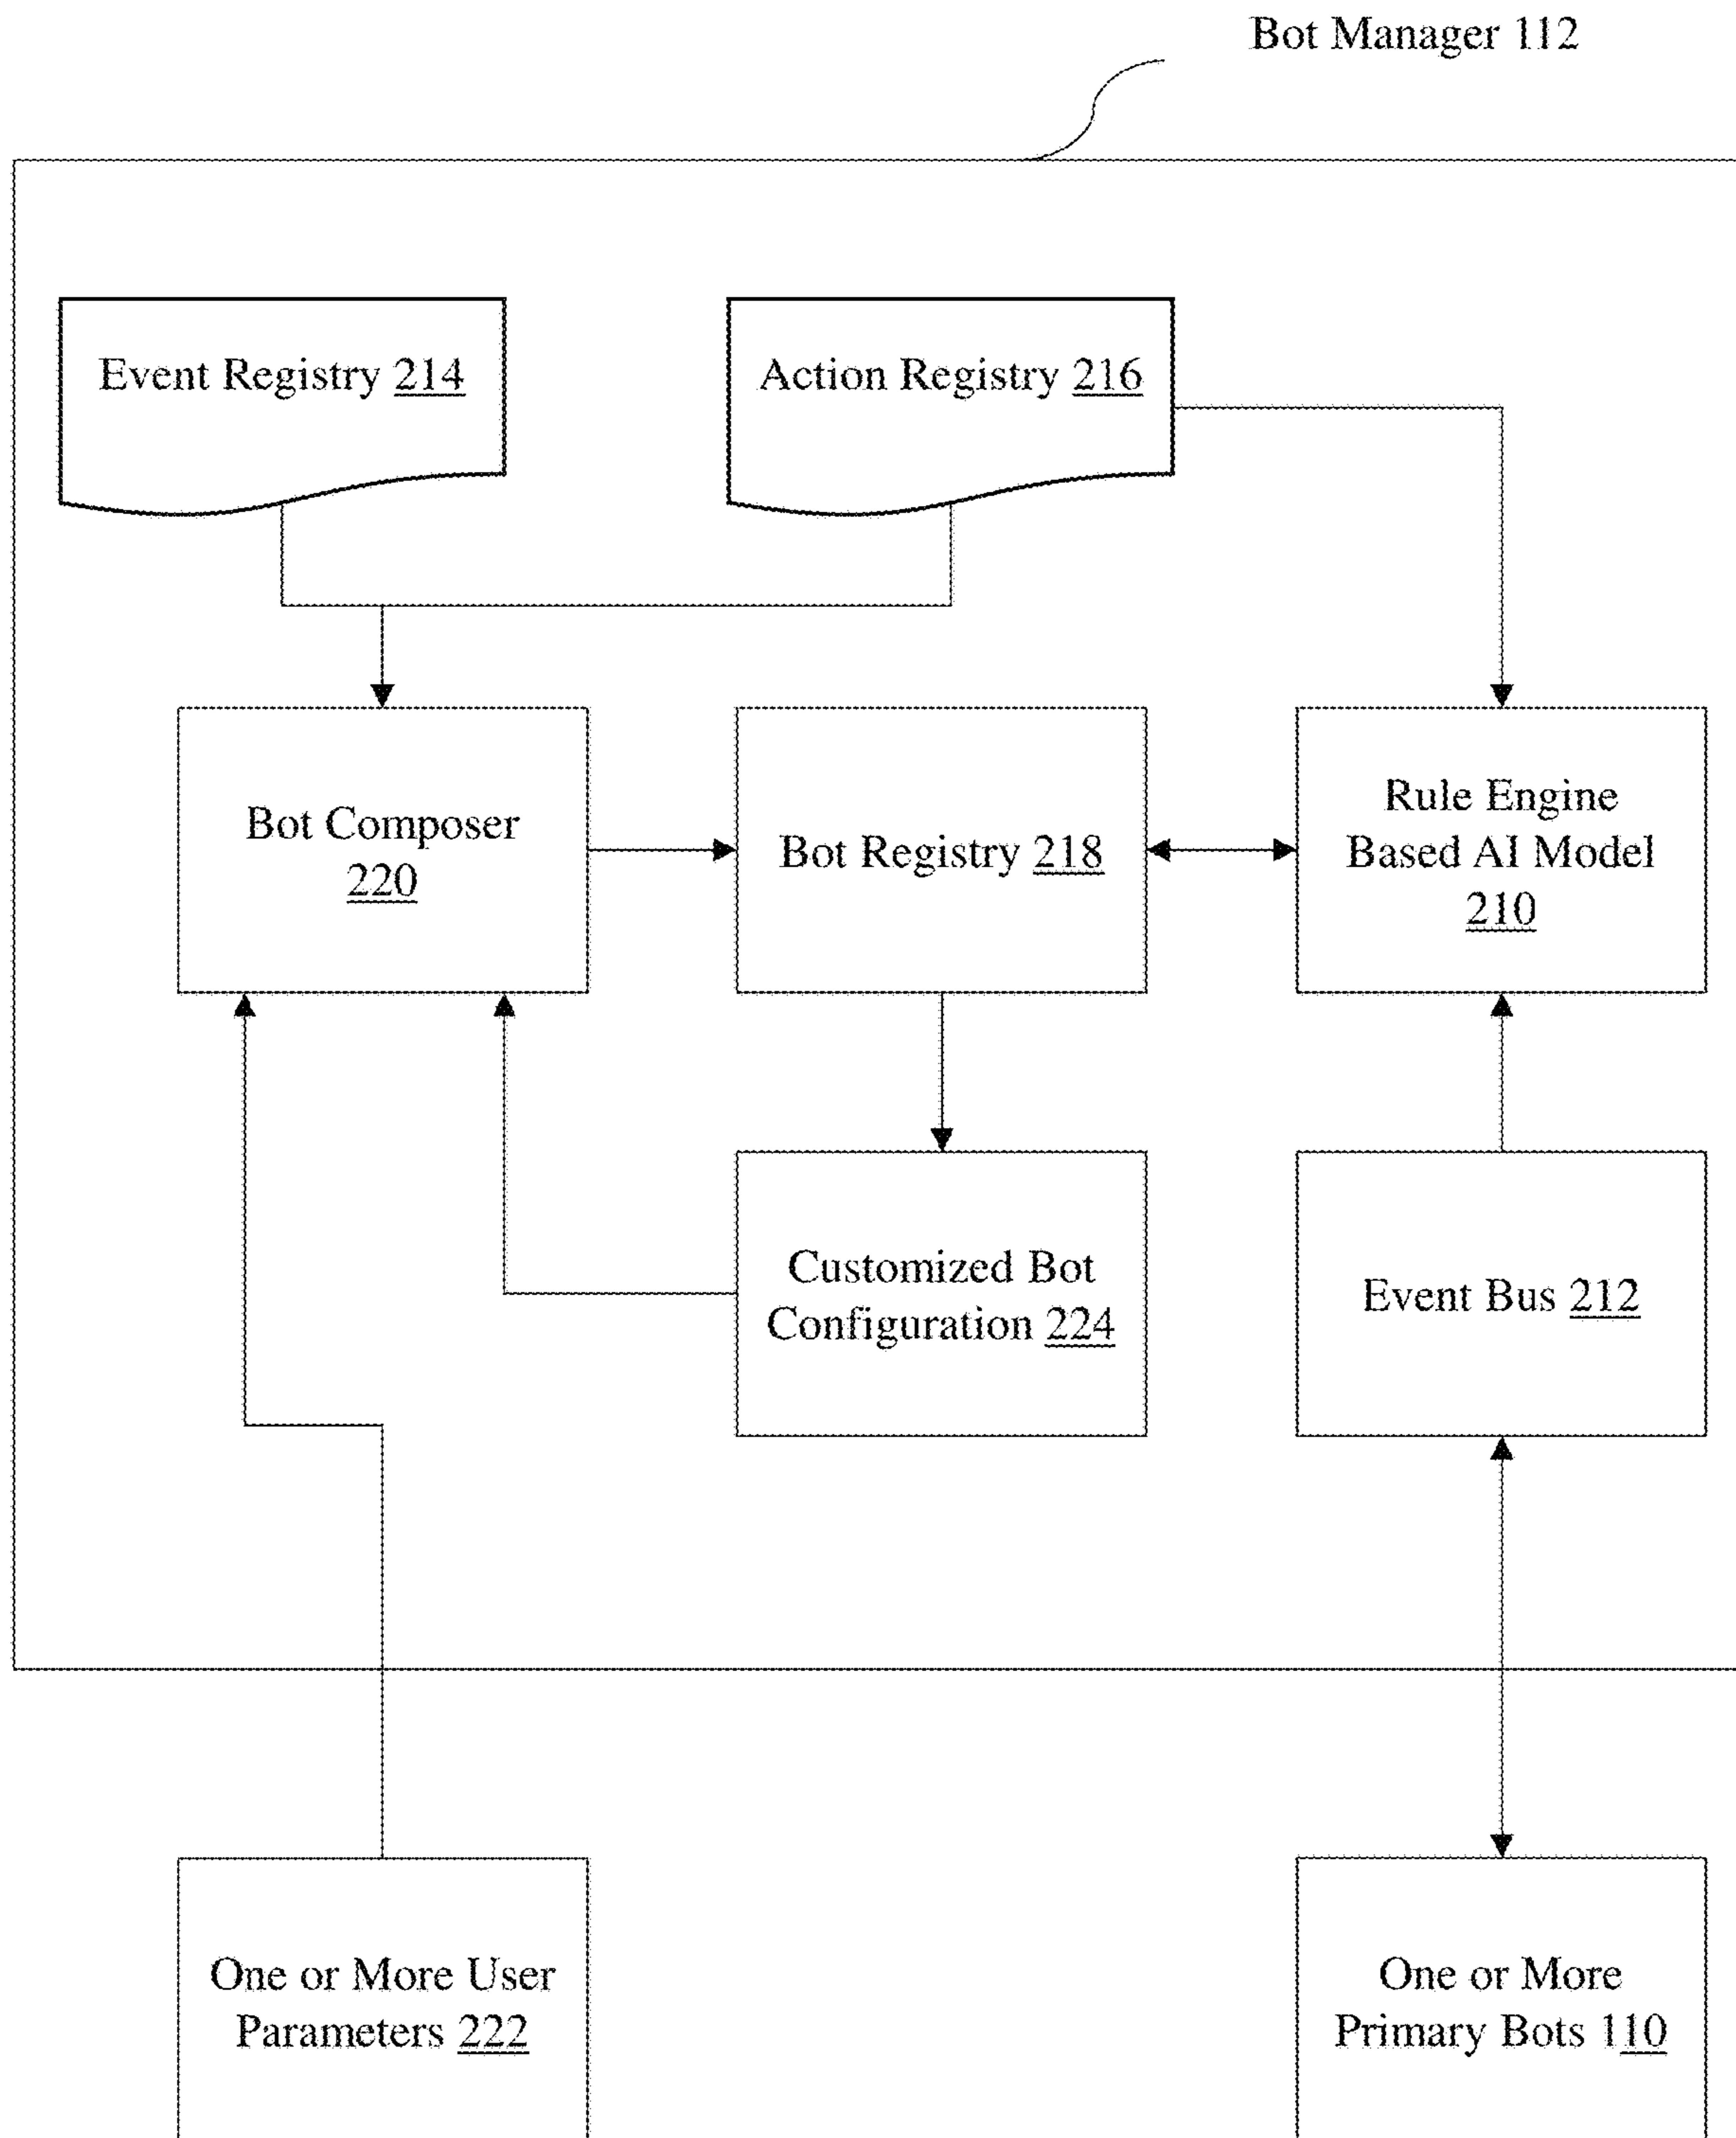 Bot Manager 112
Event Registry 214
Action Registry 216
Bot Composer
220
Bot Registry 218
Rule Engine
Based AI Model
210
Customized Bot
Configuration 224
Event Bus 212
One or More User
Parameters 222
One or More
Primary Bots 110